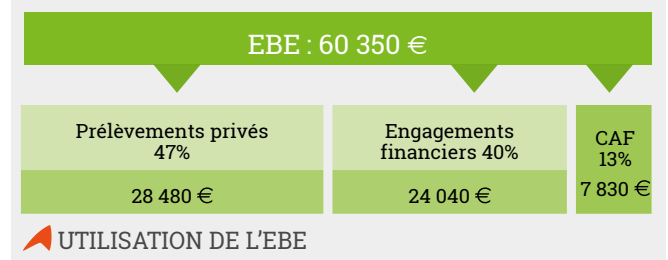 EBE : 60 350 €
Prélèvements privés
47%
28 480 €
Engagements
financiers 40%
24 040 €
CAF
13%
7 830 €
UTILISATION DE L'EBE